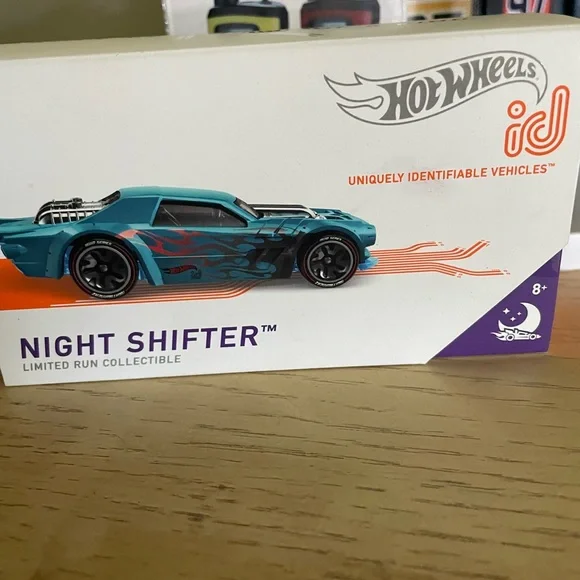 HOT WHEELS
id
UNIQUELY IDENTIFIABLE VEHICLES™
8+
NIGHT SHIFTER™
LIMITED RUN COLLECTIBLE